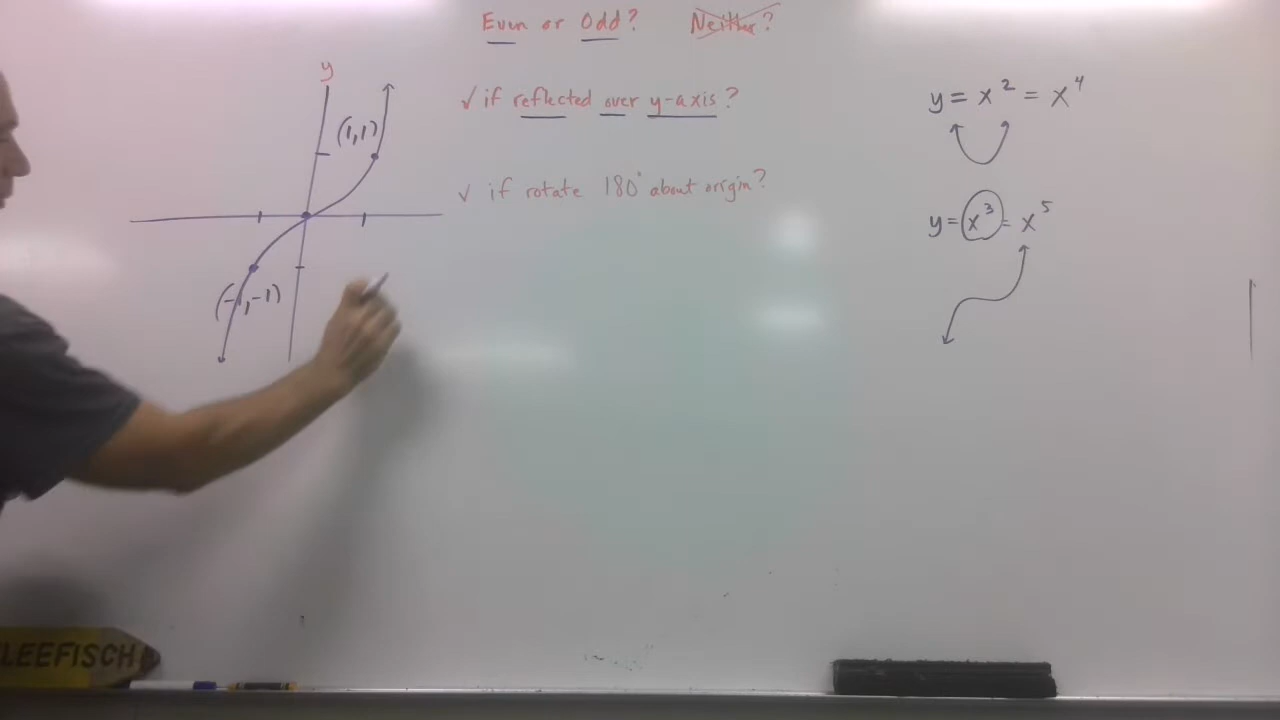 Even or Odd? Neither?
y
(1,1)
(-1,-1)
✓ if reflected over y-axis?
✓ if rotate 180° about origin?
y = x² = x⁴
y = x³ = x⁵
LEEFISCH